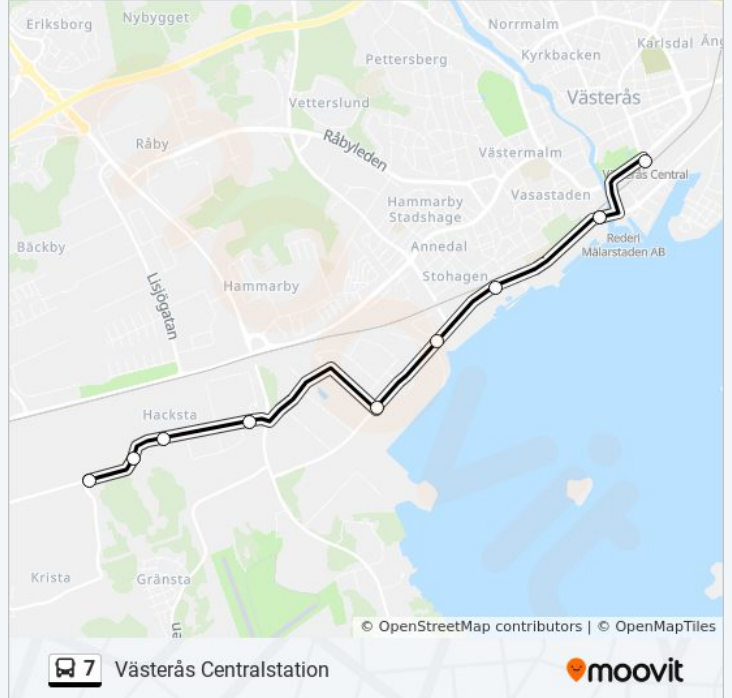 Erlksborg
Nybygget
Norrmalm
Karlsdal
Pettersberg
Kyrkbacken
Västerås
Vetterslund
Råby
Råbyleden
Västermalm
Västerås Central
Vasastaden
Hammarby
Stadshage
Bäckby
Annedal
Rederi
Mälarstaden AB
Stohagen
Hammarby
Lisjögatan
Hacksta
Krista
Gränsta
© OpenStreetMap contributors | © OpenMapTiles
7 Västerås Centralstation
moovit